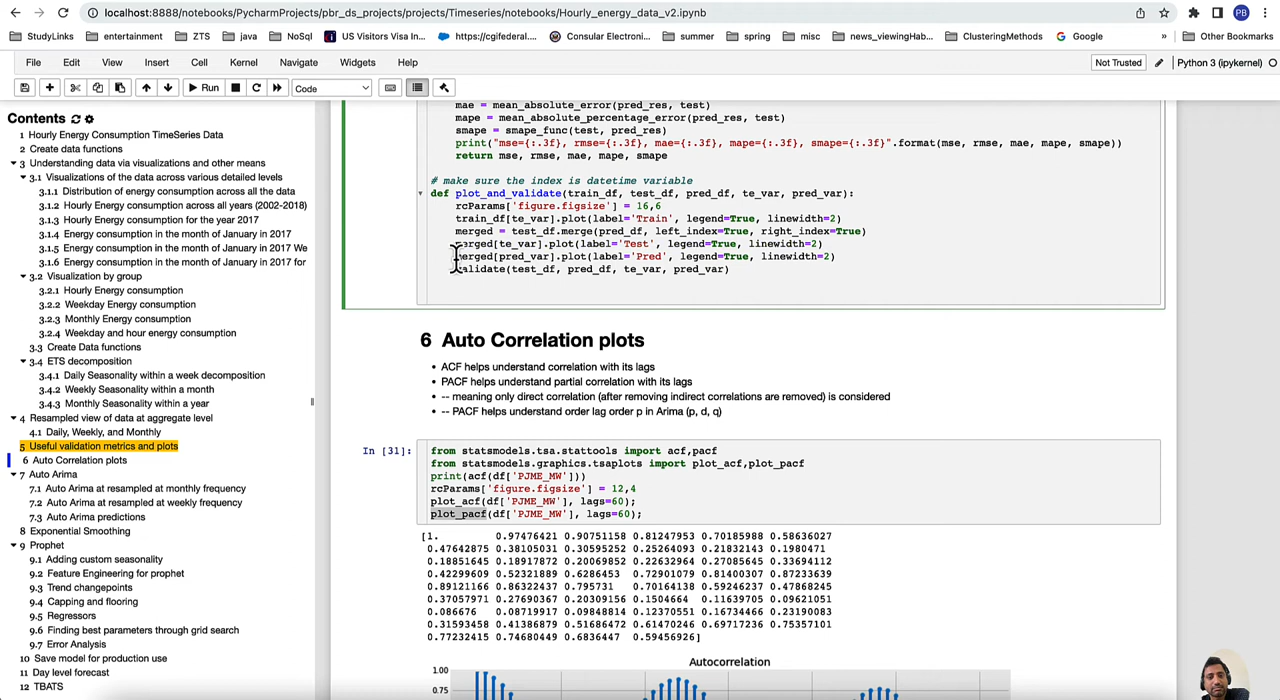 localhost:8888/notebooks/PycharmProjects/pbr_ds_projects/projects/Timeseries/notebooks/Hourly_energy_data_v2.ipynb
PB
StudyLinks entertainment ZTS java NoSql US Visitors Visa In... https://cgifederal.... Consular Electroni... summer spring misc news_viewingHab... ClusteringMethods Google » Other Bookmarks
File Edit View Insert Cell Kernel Navigate Widgets Help Not Trusted Python 3 (ipykernel)
Run Code
Contents
1 Hourly Energy Consumption TimeSeries Data
2 Create data functions
3 Understanding data via visualizations and other means
3.1 Visualizations of the data across various detailed levels
3.1.1 Distribution of energy consumption across all the data
3.1.2 Hourly energy consumption across all years (2002-2018)
3.1.3 Hourly energy consumption for the year 2017
3.1.4 Energy consumption in the month of January in 2017
3.1.5 Energy consumption in the month of January in 2017 We
3.1.6 Energy consumption in the month of January in 2017 for
3.2 Visualization by group
3.2.1 Hourly Energy consumption
3.2.2 Weekday Energy consumption
3.2.3 Monthly Energy consumption
3.2.4 Weekday and hour energy consumption
3.3 Create Data functions
3.4 ETS decomposition
3.4.1 Daily Seasonality within a week decomposition
3.4.2 Weekly Seasonality within a month
3.4.3 Monthly Seasonality within a year
4 Resampled view of data at aggregate level
4.1 Daily, Weekly, and Monthly
5 Useful validation metrics and plots
6 Auto Correlation plots
7 Auto Arima
7.1 Auto Arima at resampled at monthly frequency
7.2 Auto Arima at resampled at weekly frequency
7.3 Auto Arima predictions
8 Exponential Smoothing
9 Prophet
9.1 Adding custom seasonality
9.2 Feature Engineering for prophet
9.3 Trend changepoints
9.4 Capping and flooring
9.5 Regressors
9.6 Finding best parameters through grid search
9.7 Error Analysis
10 Save model for production use
11 Day level forecast
12 TBATS
mae = mean_absolute_error(pred_res, test)
mape = mean_absolute_percentage_error(pred_res, test)
smape = smape_func(test, pred_res)
print("mse={:.3f}, rmse={:.3f}, mae={:.3f}, mape={:.3f}, smape={:.3f}".format(mse, rmse, mae, mape, smape))
return mse, rmse, mae, mape, smape
# make sure the index is datetime variable
def plot_and_validate(train_df, test_df, pred_df, te_var, pred_var):
rcParams['figure.figsize'] = 16,6
train_df[te_var].plot(label='Train', legend=True, linewidth=2)
merged = test_df.merge(pred_df, left_index=True, right_index=True)
merged[te_var].plot(label='Test', legend=True, linewidth=2)
merged[pred_var].plot(label='Pred', legend=True, linewidth=2)
validate(test_df, pred_df, te_var, pred_var)
6 Auto Correlation plots
• ACF helps understand correlation with its lags
• PACF helps understand partial correlation with its lags
• -- meaning only direct correlation (after removing indirect correlations are removed) is considered
• -- PACF helps understand order lag order p in Arima (p, d, q)
In [31]:
from statsmodels.tsa.stattools import acf,pacf
from statsmodels.graphics.tsaplots import plot_acf,plot_pacf
print(acf(df['PJME_MW']))
rcParams['figure.figsize'] = 12,4
plot_acf(df['PJME_MW'], lags=60);
plot_pacf(df['PJME_MW'], lags=60);
[1. 0.97476421 0.90751158 0.81247953 0.70185988 0.58636027
0.47642875 0.38105031 0.30595252 0.25264093 0.21832143 0.1980471
0.18851645 0.18917872 0.20069852 0.22632964 0.27085645 0.33694112
0.42299609 0.52321889 0.6286453 0.72901079 0.81400307 0.87233639
0.89121166 0.86322437 0.795731 0.70164138 0.59246237 0.47868245
0.37057971 0.27690367 0.20309156 0.1504664 0.11639705 0.09621051
0.086676 0.08719917 0.09848814 0.12370551 0.16734466 0.23190083
0.31593458 0.41386879 0.51686472 0.61470246 0.69717236 0.75357101
0.77232415 0.74680449 0.6836447 0.59456926]
Autocorrelation
1.00
0.75